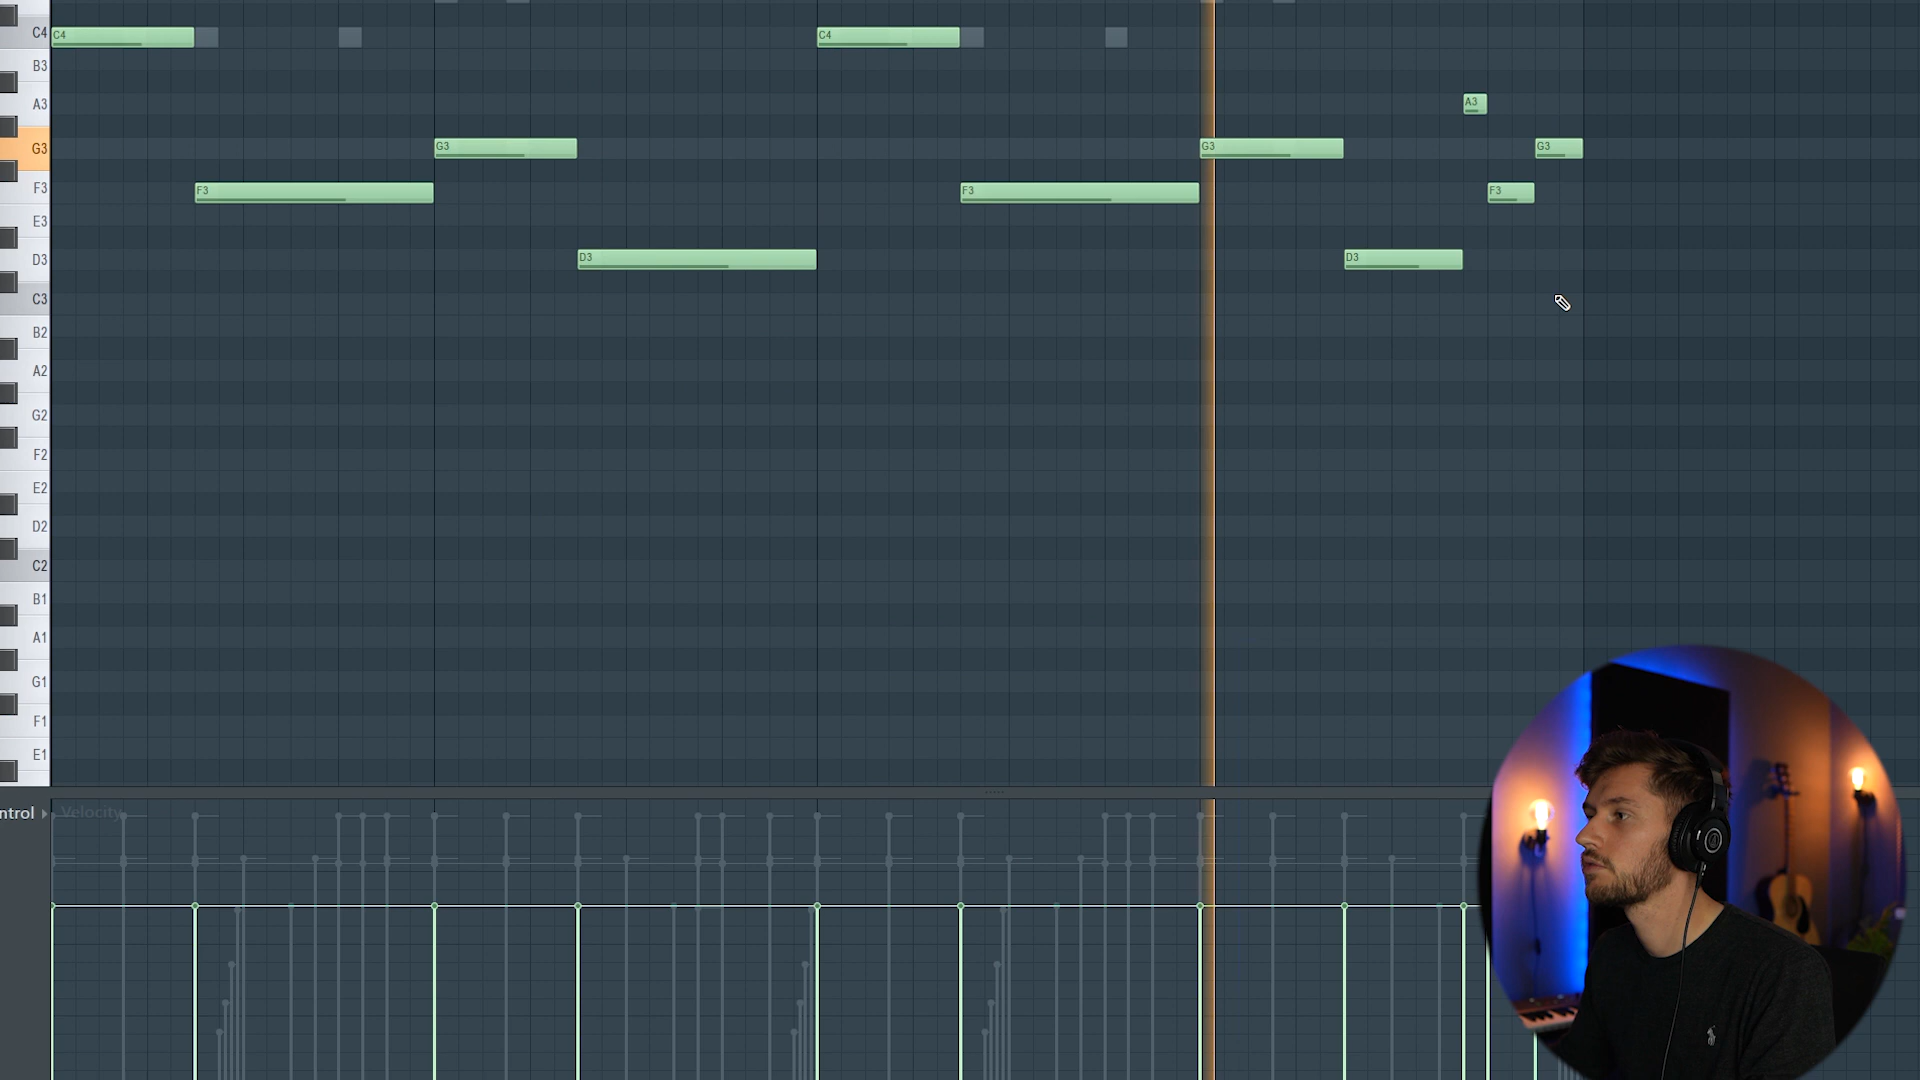 C4 C4 C4
B3
A3 A3
G3 G3 G3 G3
F3 F3 F3 F3
E3
D3 D3 D3
C3
B2
A2
G2
F2
E2
D2
C2
B1
A1
G1
F1
E1
ntrol Velocity